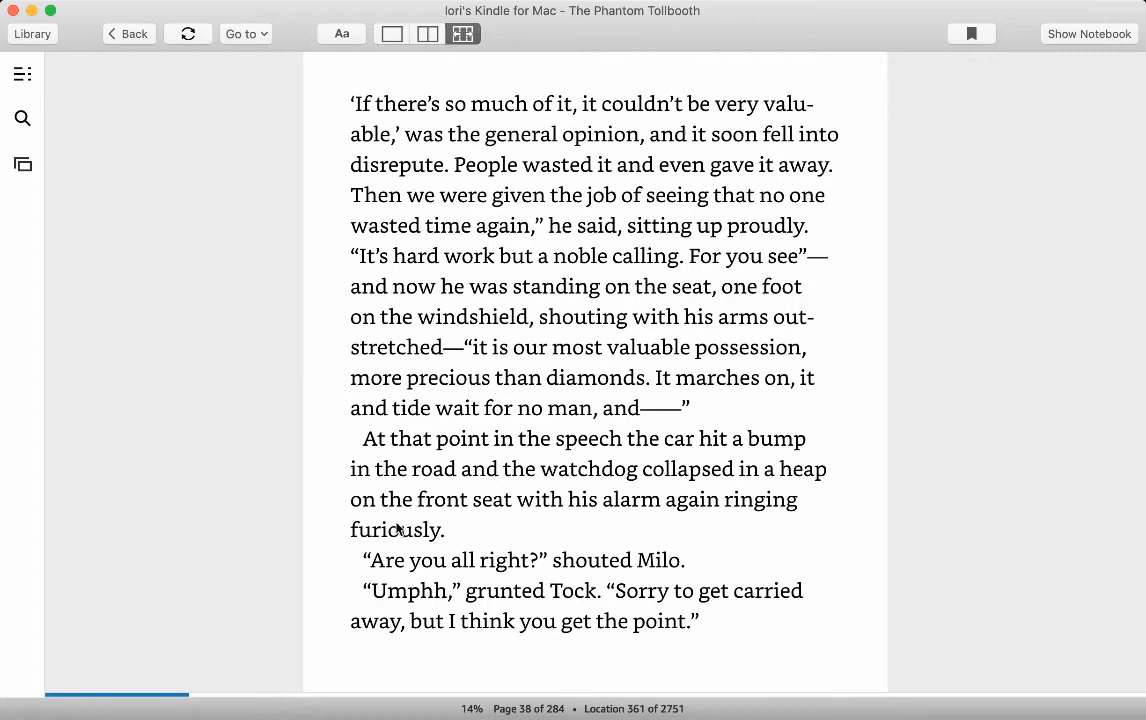 lori's Kindle for Mac - The Phantom Tollbooth
Library
Back
Go to
Aa
Show Notebook
‘If there’s so much of it, it couldn’t be very valu-
able,’ was the general opinion, and it soon fell into
disrepute. People wasted it and even gave it away.
Then we were given the job of seeing that no one
wasted time again,” he said, sitting up proudly.
“It’s hard work but a noble calling. For you see”—
and now he was standing on the seat, one foot
on the windshield, shouting with his arms out-
stretched—“it is our most valuable possession,
more precious than diamonds. It marches on, it
and tide wait for no man, and——”
At that point in the speech the car hit a bump
in the road and the watchdog collapsed in a heap
on the front seat with his alarm again ringing
furiously.
“Are you all right?” shouted Milo.
“Umphh,” grunted Tock. “Sorry to get carried
away, but I think you get the point.”
14% Page 38 of 284 • Location 361 of 2751